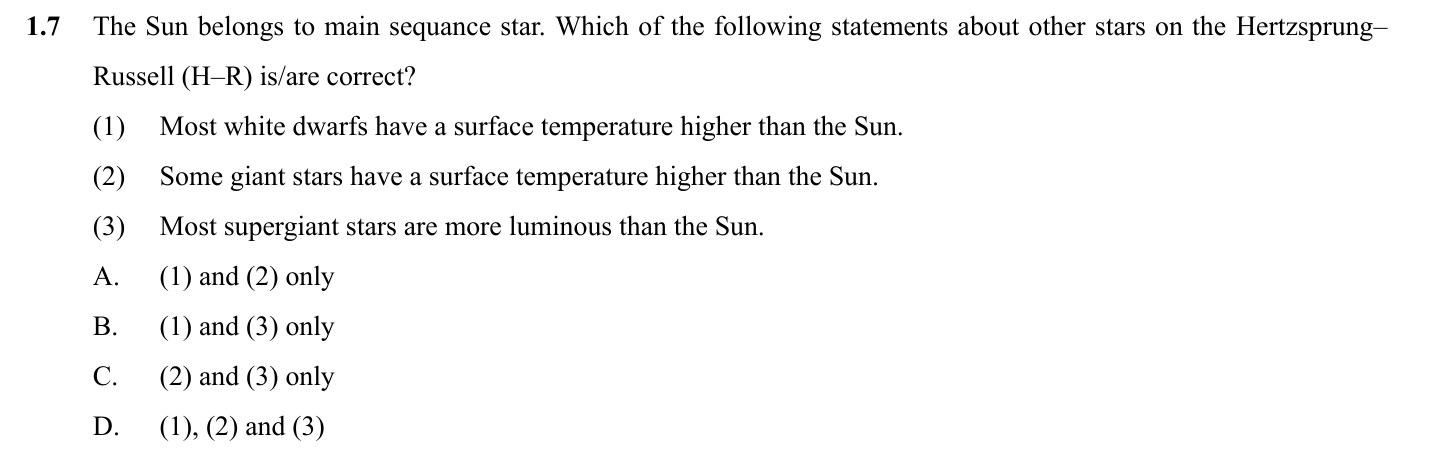 1.7 The Sun belongs to main sequance star. Which of the following statements about other stars on the Hertzsprung–
Russell (H–R) is/are correct?
(1) Most white dwarfs have a surface temperature higher than the Sun.
(2) Some giant stars have a surface temperature higher than the Sun.
(3) Most supergiant stars are more luminous than the Sun.
A. (1) and (2) only
B. (1) and (3) only
C. (2) and (3) only
D. (1), (2) and (3)